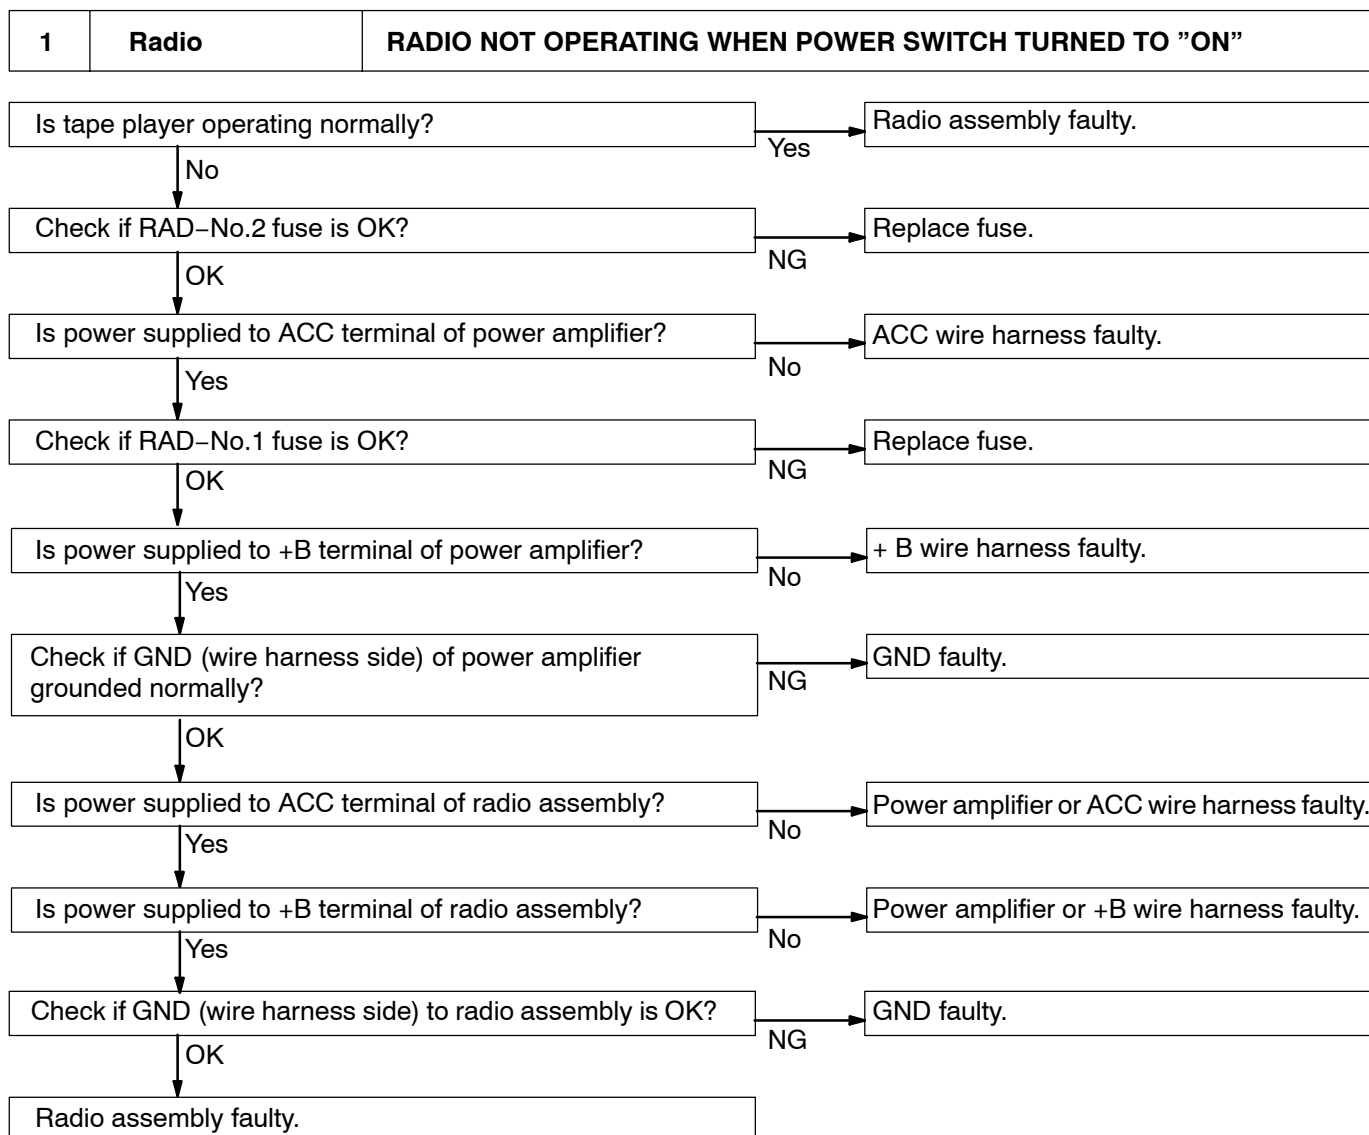 1 Radio RADIO NOT OPERATING WHEN POWER SWITCH TURNED TO ”ON”
Is tape player operating normally?
Radio assembly faulty.
Yes
No
Check if RAD−No.2 fuse is OK?
Replace fuse.
NG
OK
Is power supplied to ACC terminal of power amplifier?
ACC wire harness faulty.
No
Yes
Check if RAD−No.1 fuse is OK?
Replace fuse.
NG
OK
Is power supplied to +B terminal of power amplifier?
+ B wire harness faulty.
No
Yes
Check if GND (wire harness side) of power amplifier
grounded normally?
GND faulty.
NG
OK
Is power supplied to ACC terminal of radio assembly?
Power amplifier or ACC wire harness faulty.
No
Yes
Is power supplied to +B terminal of radio assembly?
Power amplifier or +B wire harness faulty.
No
Yes
Check if GND (wire harness side) to radio assembly is OK?
GND faulty.
NG
OK
Radio assembly faulty.